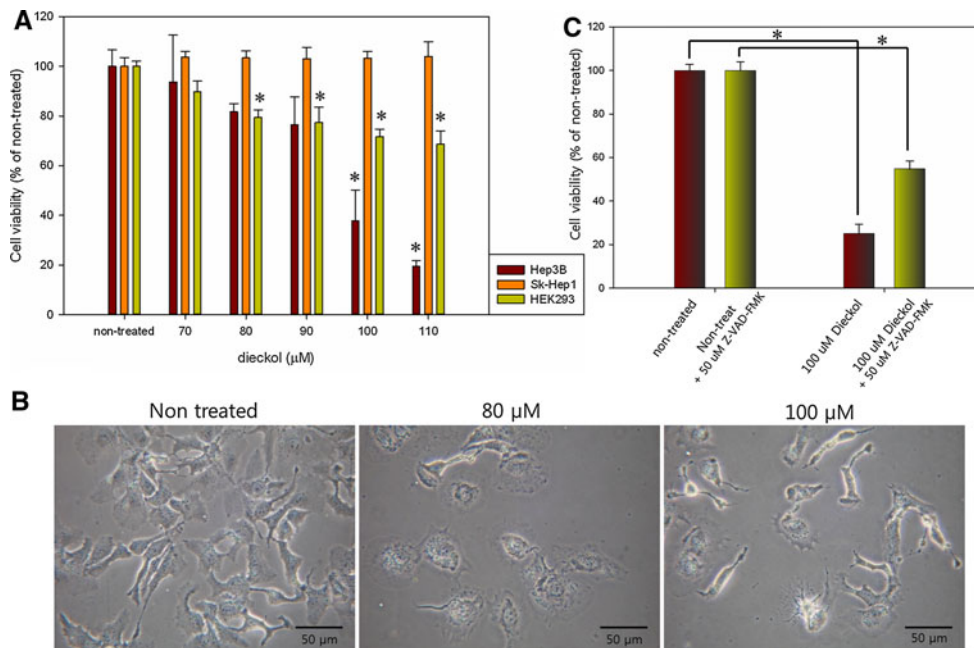 A
Cell viability (% of non-treated)
120
100
80
60
40
20
0
*
*
*
*
*
*
Hep3B
Sk-Hep1
HEK293
non-treated 70 80 90 100 110
dieckol (μM)
C
Cell viability (% of non-treated)
120
100
80
60
40
20
0
*
*
non-treated
Non-treat
+ 50 uM Z-VAD-FMK
100 uM Dieckol
100 uM Dieckol
+ 50 uM Z-VAD-FMK
B
Non treated
80 μM
100 μM
50 μm
50 μm
50 μm